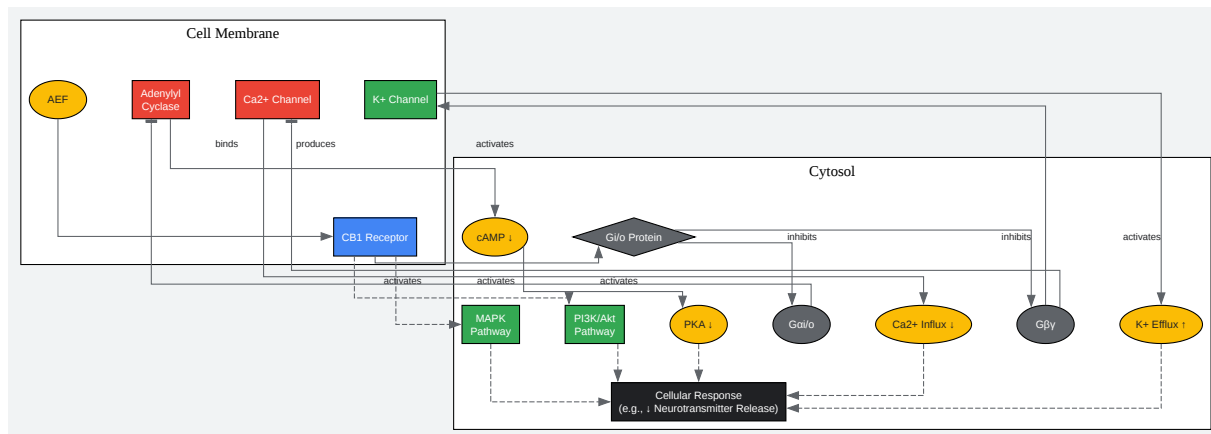 Cell Membrane
AEF
Adenylyl
Cyclase
Ca2+ Channel
K+ Channel
binds
produces
activates
Cytosol
CB1 Receptor
cAMP ↓
Gi/o Protein
inhibits
inhibits
activates
activates
activates
activates
MAPK
Pathway
PI3K/Akt
Pathway
PKA ↓
Gαi/o
Ca2+ Influx ↓
Gβγ
K+ Efflux ↑
Cellular Response
(e.g., ↓ Neurotransmitter Release)